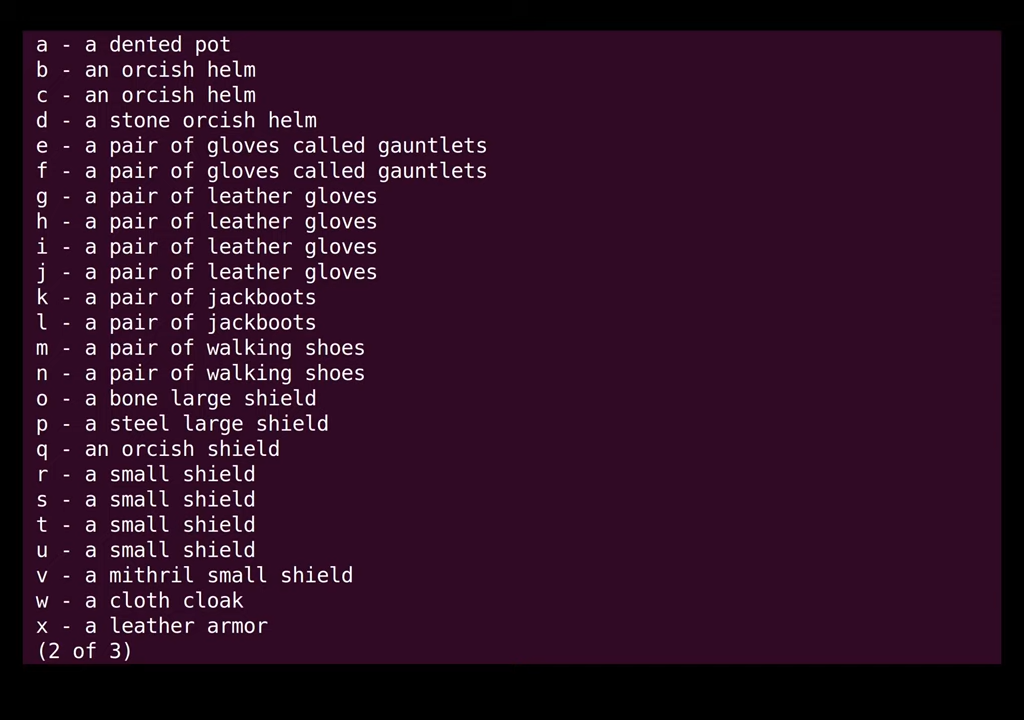 a - a dented pot
b - an orcish helm
c - an orcish helm
d - a stone orcish helm
e - a pair of gloves called gauntlets
f - a pair of gloves called gauntlets
g - a pair of leather gloves
h - a pair of leather gloves
i - a pair of leather gloves
j - a pair of leather gloves
k - a pair of jackboots
l - a pair of jackboots
m - a pair of walking shoes
n - a pair of walking shoes
o - a bone large shield
p - a steel large shield
q - an orcish shield
r - a small shield
s - a small shield
t - a small shield
u - a small shield
v - a mithril small shield
w - a cloth cloak
x - a leather armor
(2 of 3)